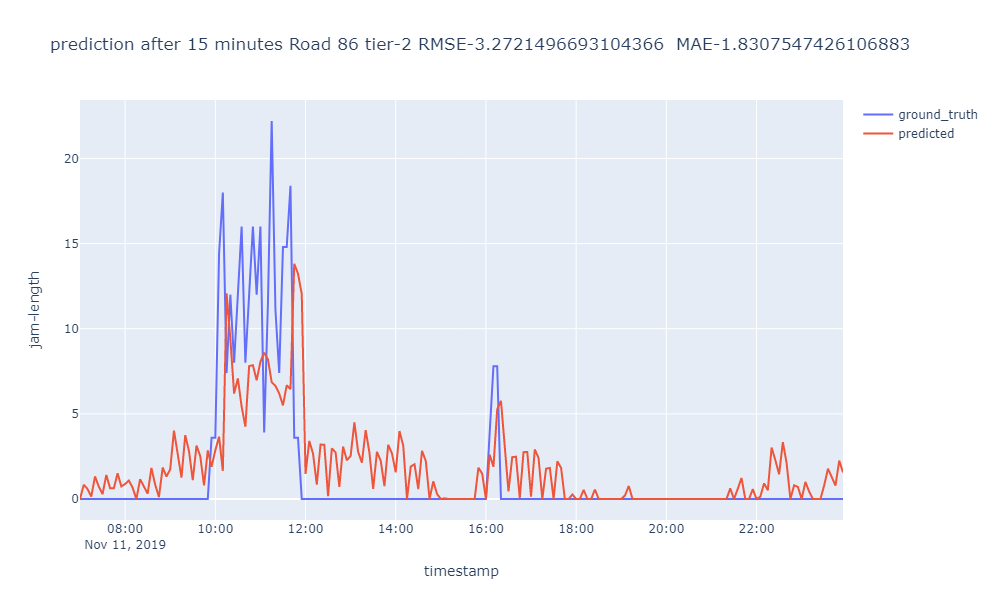 prediction after 15 minutes Road 86 tier-2 RMSE-3.2721496693104366  MAE-1.8307547426106883
ground_truth
predicted
20
15
10
5
0
jam-length
08:00 10:00 12:00 14:00 16:00 18:00 20:00 22:00
Nov 11, 2019
timestamp